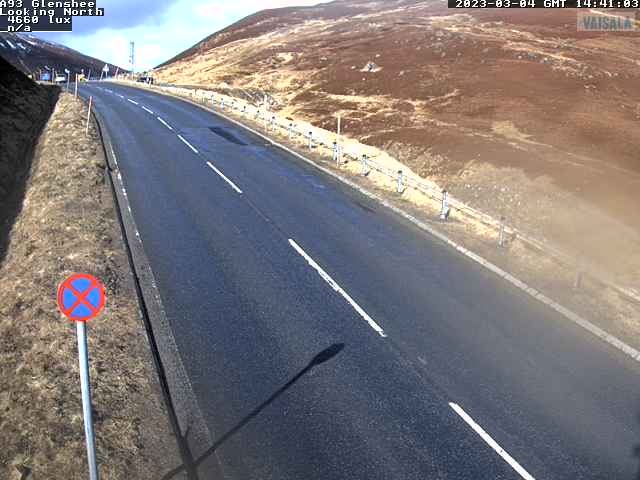 A93 Glenshee
Looking North
4660 lux
n/a
2023-03-04 GMT 14:41:03
VAISALA